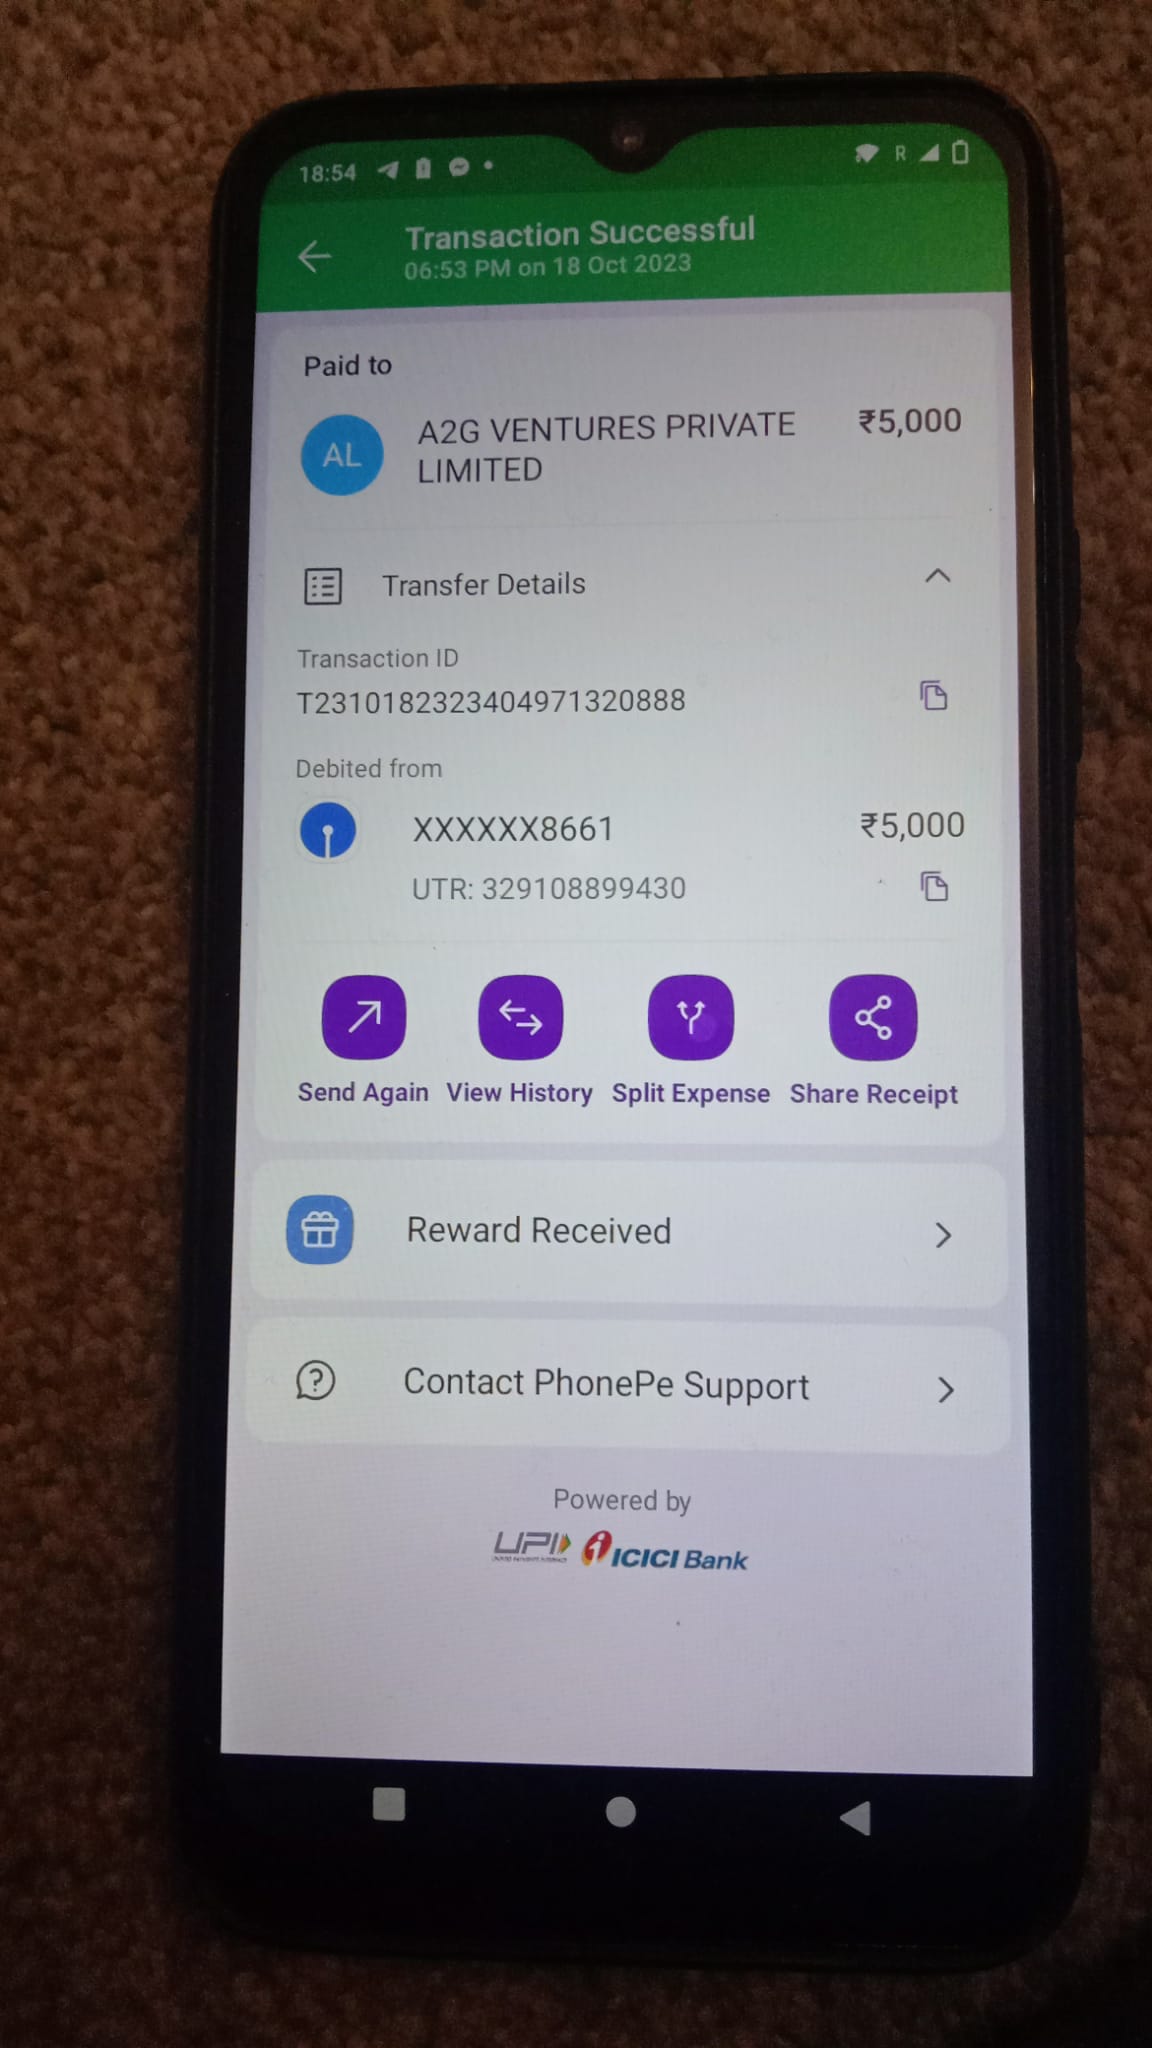 18:54
R
Transaction Successful
06:53 PM on 18 Oct 2023
Paid to
AL
A2G VENTURES PRIVATE
LIMITED
₹5,000
Transfer Details
Transaction ID
T2310182323404971320888
Debited from
XXXXXX8661
₹5,000
UTR: 329108899430
Send Again
View History
Split Expense
Share Receipt
Reward Received
Contact PhonePe Support
Powered by
UPI
ICICI Bank